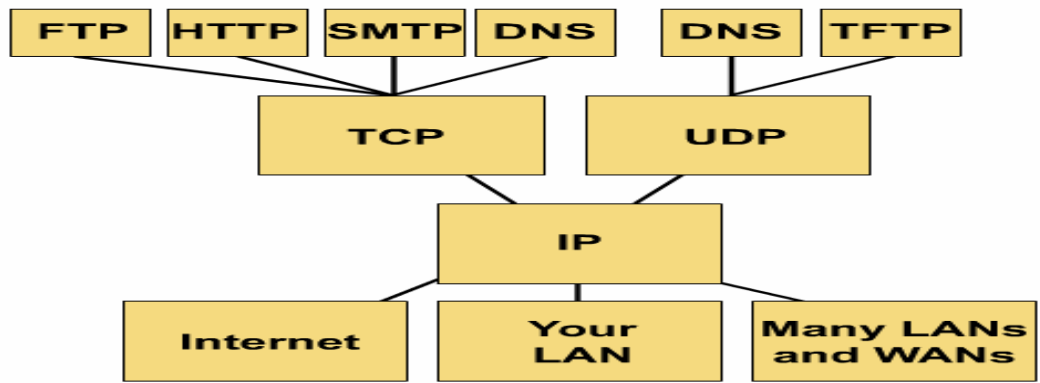 FTP HTTP SMTP DNS DNS TFTP
TCP UDP
IP
Internet
Your
LAN
Many LANs
and WANs